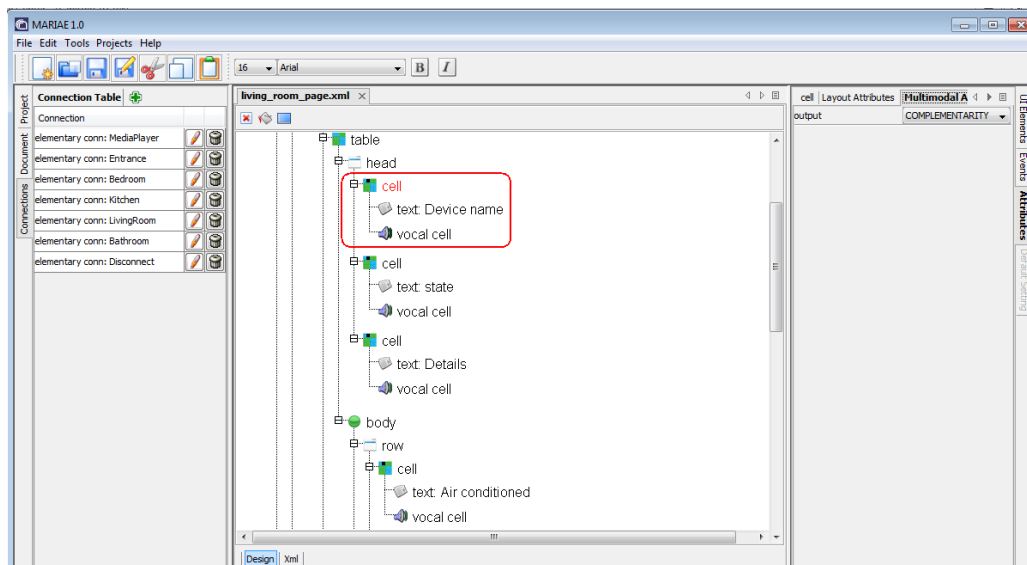 MARIAE 1.0
File Edit Tools Projects Help
16 Arial B I
Project
Document
Connections
Connection Table
Connection
elementary conn: MediaPlayer
elementary conn: Entrance
elementary conn: Bedroom
elementary conn: Kitchen
elementary conn: LivingRoom
elementary conn: Bathroom
elementary conn: Disconnect
living_room_page.xml
table
head
cell
text: Device name
vocal cell
cell
text: state
vocal cell
cell
text: Details
vocal cell
body
row
cell
text: Air conditioned
vocal cell
Design Xml
cell Layout Attributes Multimodal A
output COMPLEMENTARITY
UI Elements
Events
Attributes
Default Setting